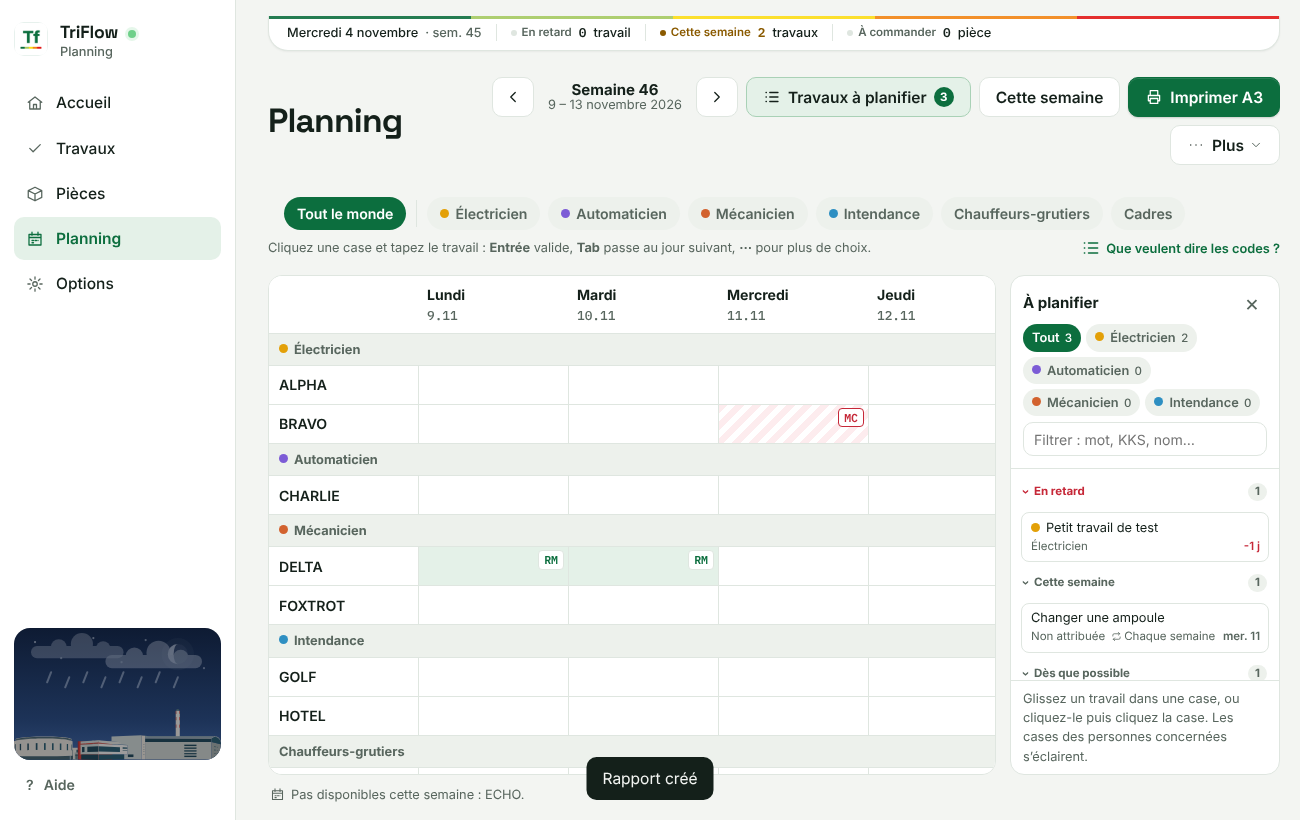 Tf
TriFlow
Planning
Accueil
Travaux
Pièces
Planning
Options
? Aide
Mercredi 4 novembre · sem. 45
En retard 0 travail
Cette semaine 2 travaux
À commander 0 pièce
Planning
Semaine 46
9 – 13 novembre 2026
Travaux à planifier 3
Cette semaine
Imprimer A3
··· Plus
Tout le monde
Électricien
Automaticien
Mécanicien
Intendance
Chauffeurs-grutiers
Cadres
Cliquez une case et tapez le travail : Entrée valide, Tab passe au jour suivant, ··· pour plus de choix.
Que veulent dire les codes ?
Lundi
9.11
Mardi
10.11
Mercredi
11.11
Jeudi
12.11
Électricien
ALPHA
BRAVO
MC
Automaticien
CHARLIE
Mécanicien
DELTA
RM
RM
FOXTROT
Intendance
GOLF
HOTEL
Chauffeurs-grutiers
Pas disponibles cette semaine : ECHO.
À planifier
Tout 3
Électricien 2
Automaticien 0
Mécanicien 0
Intendance 0
Filtrer : mot, KKS, nom...
En retard 1
Petit travail de test
Électricien -1 j
Cette semaine 1
Changer une ampoule
Non attribuée Chaque semaine mer. 11
Dès que possible 1
Glissez un travail dans une case, ou
cliquez-le puis cliquez la case. Les
cases des personnes concernées
s’éclairent.
Rapport créé